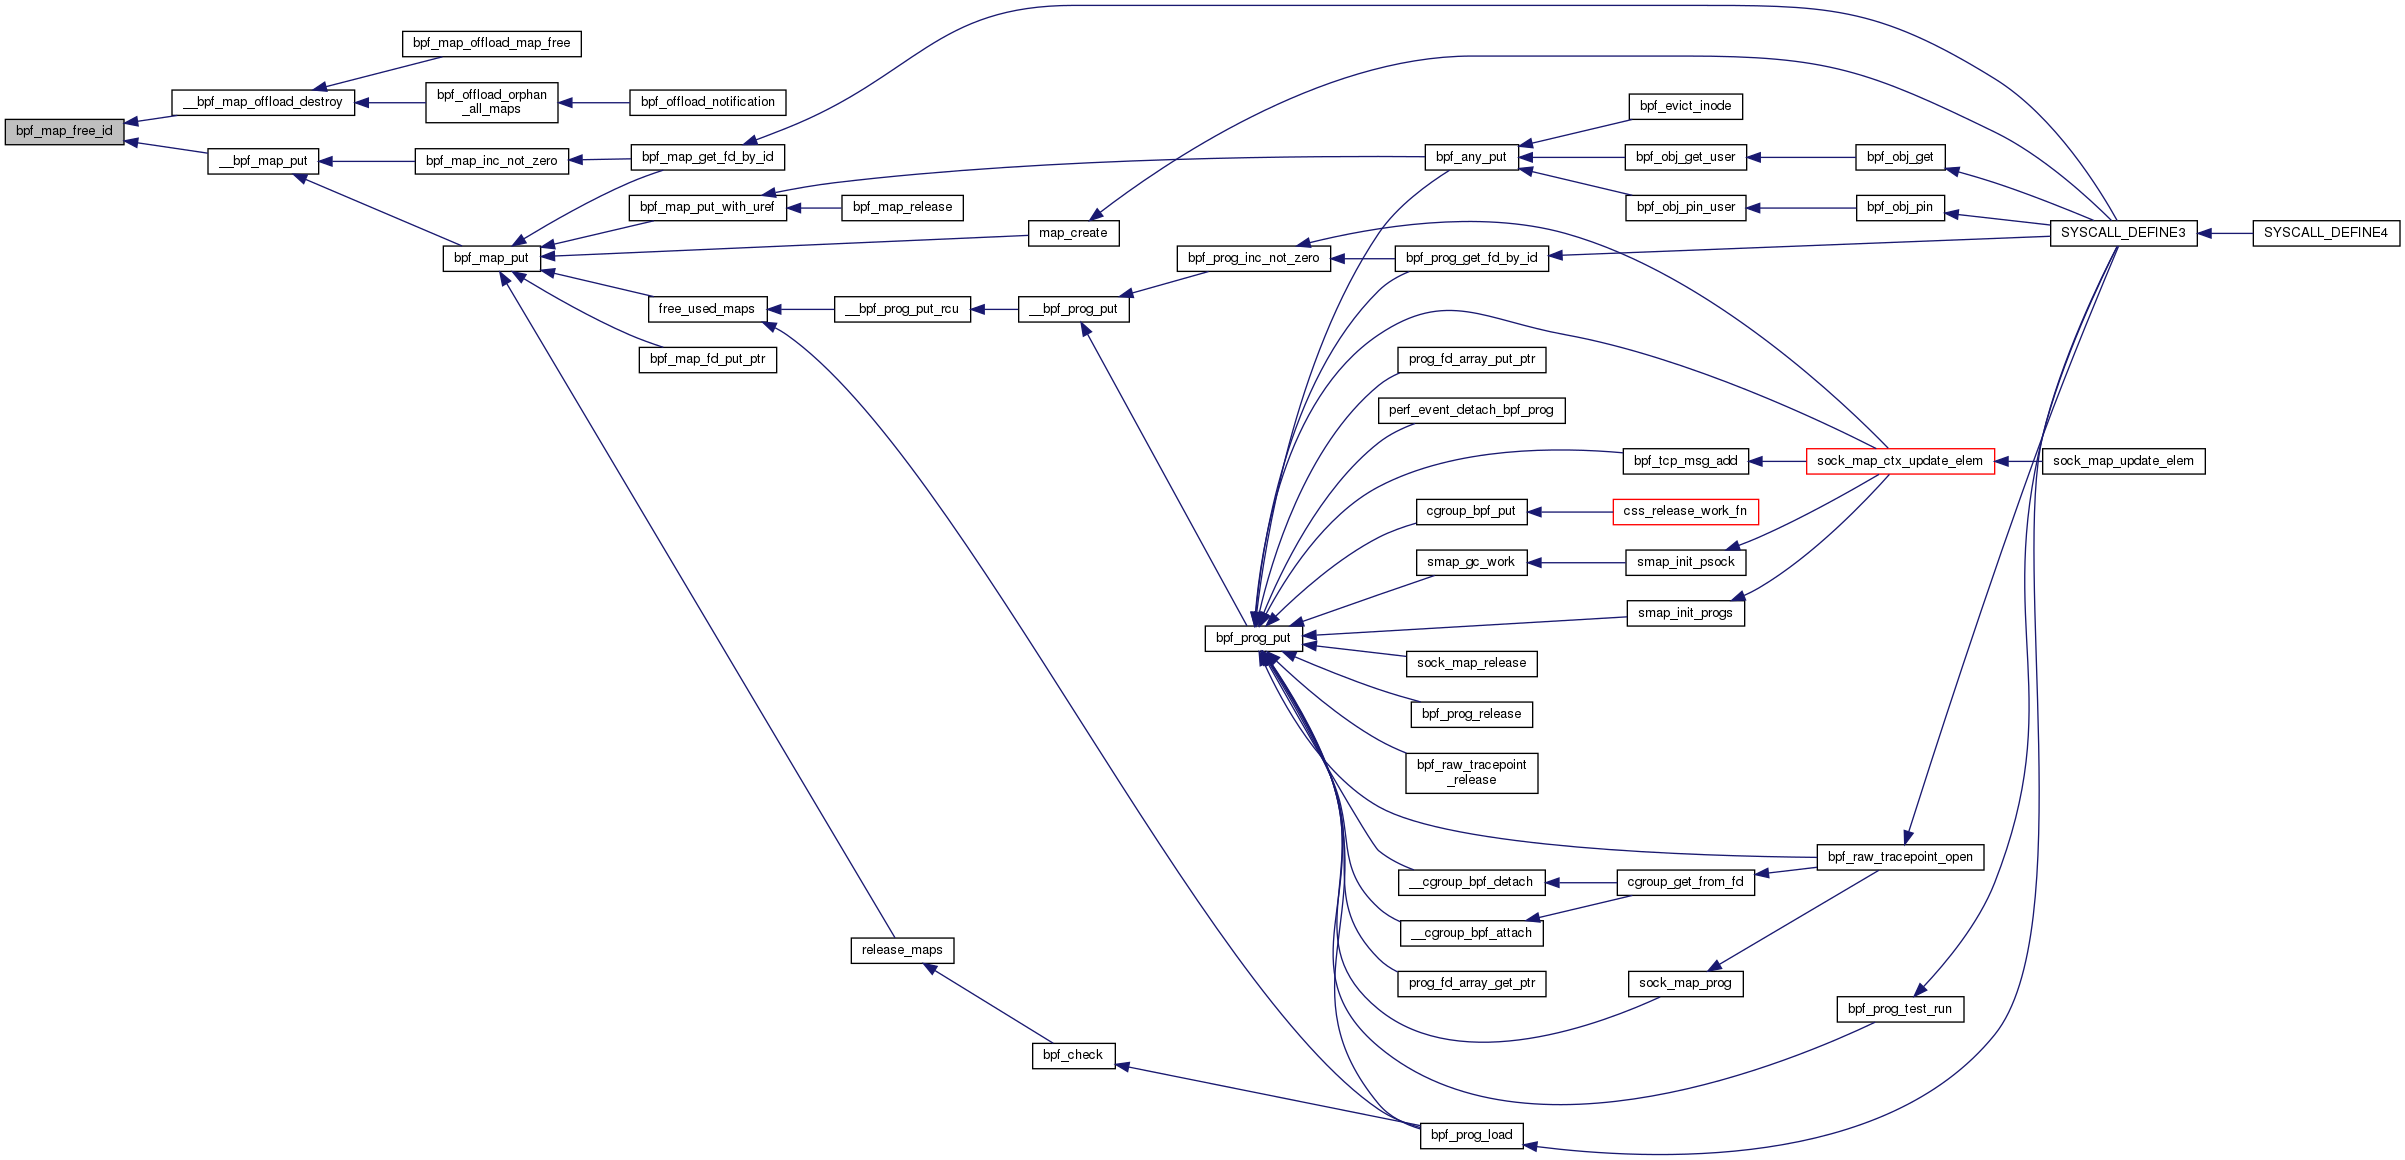 bpf_map_free_id
__bpf_map_offload_destroy
__bpf_map_put
bpf_map_offload_map_free
bpf_offload_orphan
_all_maps
bpf_map_inc_not_zero
bpf_map_put
bpf_offload_notification
bpf_map_get_fd_by_id
bpf_map_put_with_uref
free_used_maps
bpf_map_fd_put_ptr
bpf_map_release
__bpf_prog_put_rcu
release_maps
map_create
__bpf_prog_put
bpf_check
bpf_prog_inc_not_zero
bpf_prog_put
bpf_any_put
bpf_prog_get_fd_by_id
prog_fd_array_put_ptr
perf_event_detach_bpf_prog
cgroup_bpf_put
smap_gc_work
sock_map_release
bpf_prog_release
bpf_raw_tracepoint
_release
__cgroup_bpf_detach
__cgroup_bpf_attach
prog_fd_array_get_ptr
bpf_prog_load
bpf_evict_inode
bpf_obj_get_user
bpf_obj_pin_user
bpf_tcp_msg_add
css_release_work_fn
smap_init_psock
smap_init_progs
cgroup_get_from_fd
sock_map_prog
bpf_obj_get
bpf_obj_pin
sock_map_ctx_update_elem
bpf_raw_tracepoint_open
bpf_prog_test_run
SYSCALL_DEFINE3
sock_map_update_elem
SYSCALL_DEFINE4